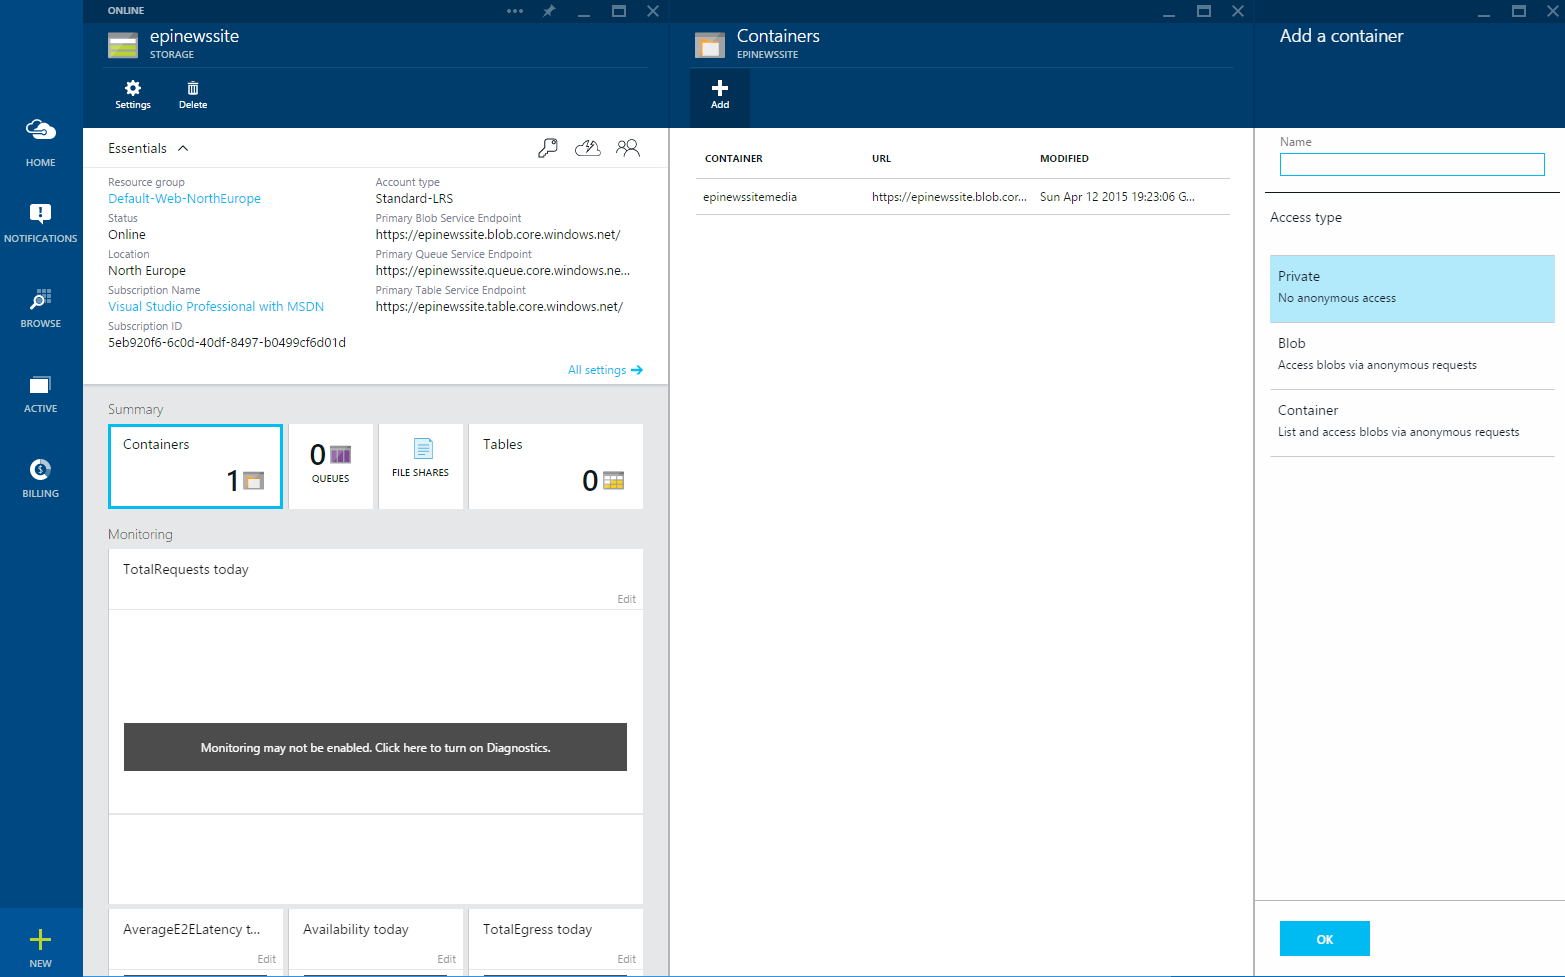 HOME
NOTIFICATIONS
BROWSE
ACTIVE
BILLING
NEW
ONLINE
epinewssite
STORAGE
Settings
Delete
Essentials
Resource group
Default-Web-NorthEurope
Status
Online
Location
North Europe
Subscription Name
Visual Studio Professional with MSDN
Subscription ID
5eb920f6-6c0d-40df-8497-b0499cf6d01d
Account type
Standard-LRS
Primary Blob Service Endpoint
https://epinewssite.blob.core.windows.net/
Primary Queue Service Endpoint
https://epinewssite.queue.core.windows.ne...
Primary Table Service Endpoint
https://epinewssite.table.core.windows.net/
All settings
Summary
Containers
1
0
QUEUES
FILE SHARES
Tables
0
Monitoring
TotalRequests today
Edit
Monitoring may not be enabled. Click here to turn on Diagnostics.
AverageE2ELatency t...
Edit
Availability today
Edit
TotalEgress today
Edit
Containers
EPINEWSSITE
Add
CONTAINER URL MODIFIED
epinewssitemedia https://epinewssite.blob.cor... Sun Apr 12 2015 19:23:06 G...
Add a container
Name
Access type
Private
No anonymous access
Blob
Access blobs via anonymous requests
Container
List and access blobs via anonymous requests
OK